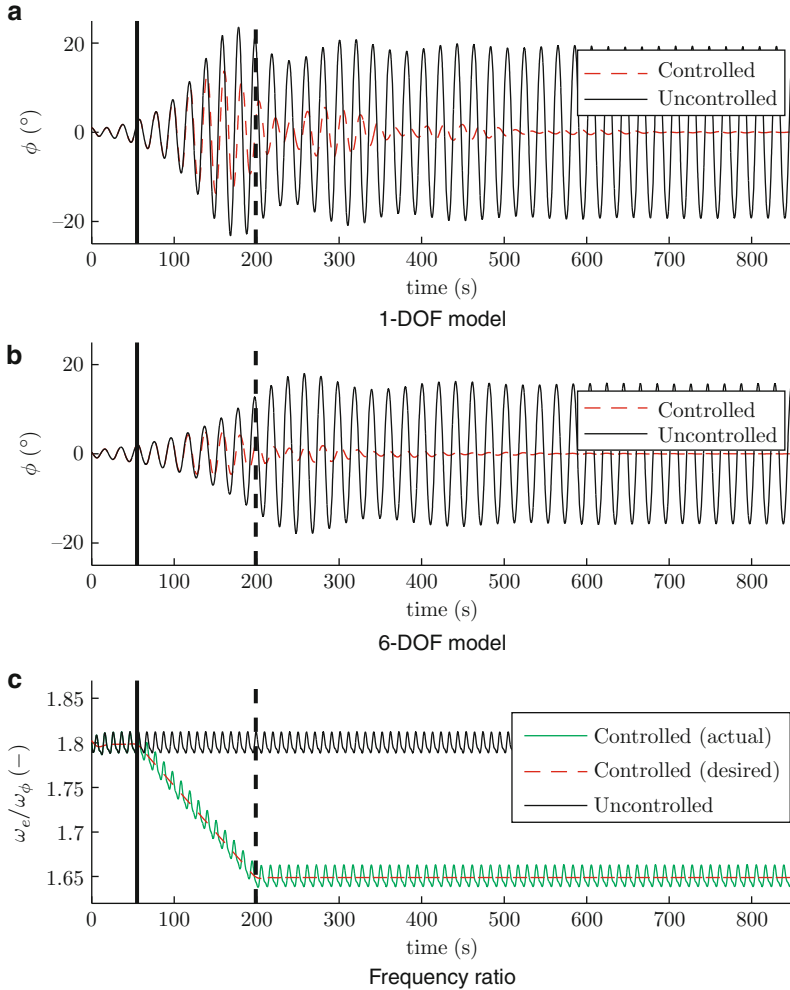 a
20
0
−20
ϕ (°)
Controlled
Uncontrolled
0 100 200 300 400 500 600 700 800
time (s)
1-DOF model
b
20
0
−20
ϕ (°)
Controlled
Uncontrolled
0 100 200 300 400 500 600 700 800
time (s)
6-DOF model
c
1.85
1.8
1.75
1.7
1.65
ωe/ωϕ (−)
Controlled (actual)
Controlled (desired)
Uncontrolled
0 100 200 300 400 500 600 700 800
time (s)
Frequency ratio